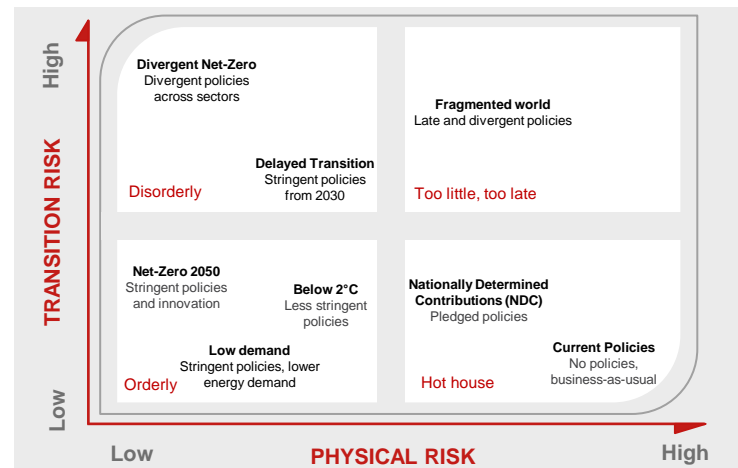 High
TRANSITION RISK
Low
Divergent Net-Zero
Divergent policies
across sectors
Delayed Transition
Stringent policies
from 2030
Disorderly
Fragmented world
Late and divergent policies
Too little, too late
Net-Zero 2050
Stringent policies
and innovation
Below 2°C
Less stringent
policies
Low demand
Stringent policies, lower
energy demand
Orderly
Nationally Determined
Contributions (NDC)
Pledged policies
Current Policies
No policies,
business-as-usual
Hot house
Low
PHYSICAL RISK
High